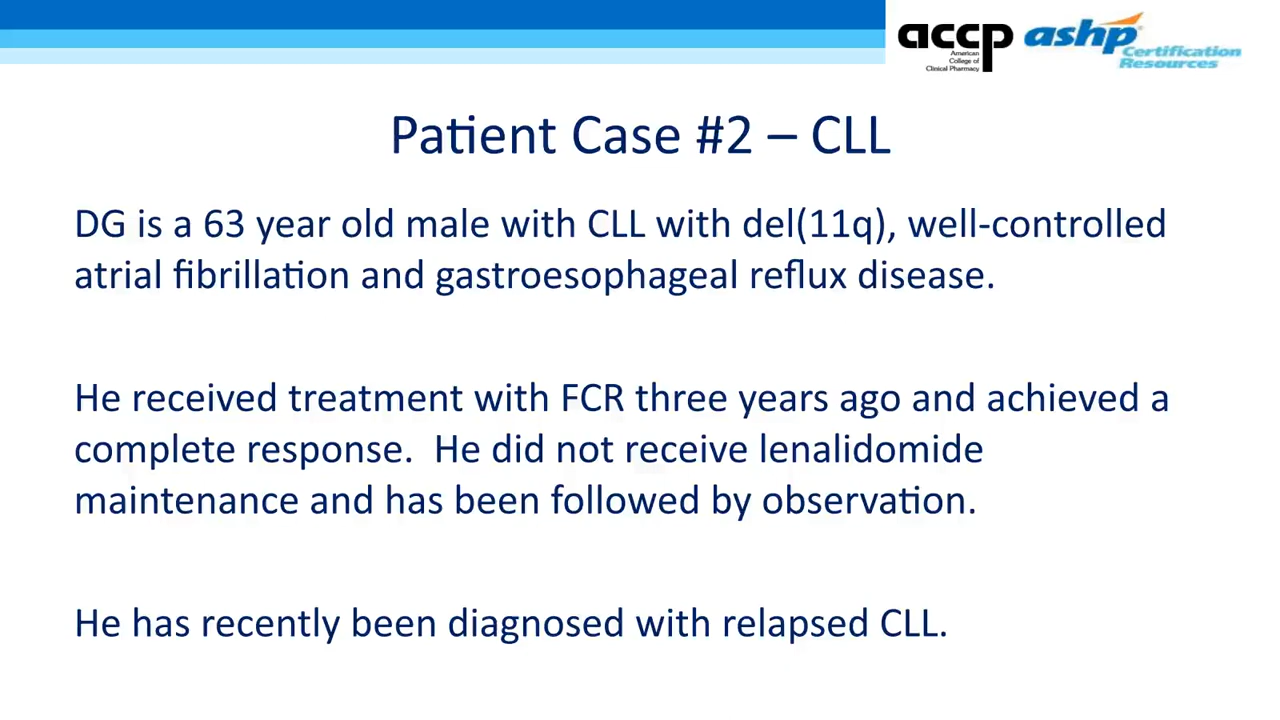 accp
American
College of
Clinical Pharmacy
ashp®
Certification
Resources
Patient Case #2 – CLL
DG is a 63 year old male with CLL with del(11q), well-controlled
atrial fibrillation and gastroesophageal reflux disease.
He received treatment with FCR three years ago and achieved a
complete response.  He did not receive lenalidomide
maintenance and has been followed by observation.
He has recently been diagnosed with relapsed CLL.